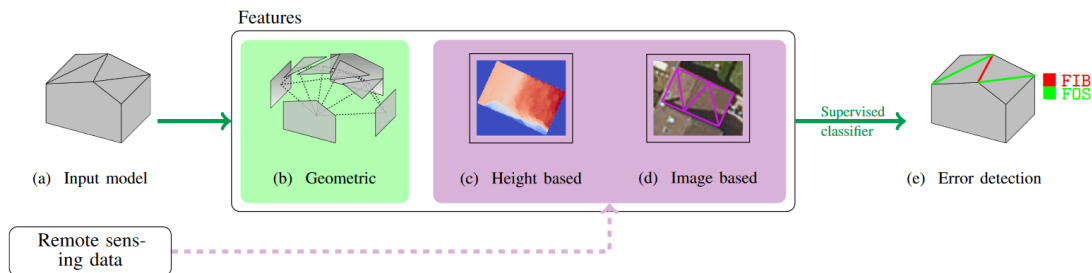 Features
FIB
FOS
Supervised
classifier
(a) Input model
(b) Geometric
(c) Height based
(d) Image based
(e) Error detection
Remote sens-
ing data